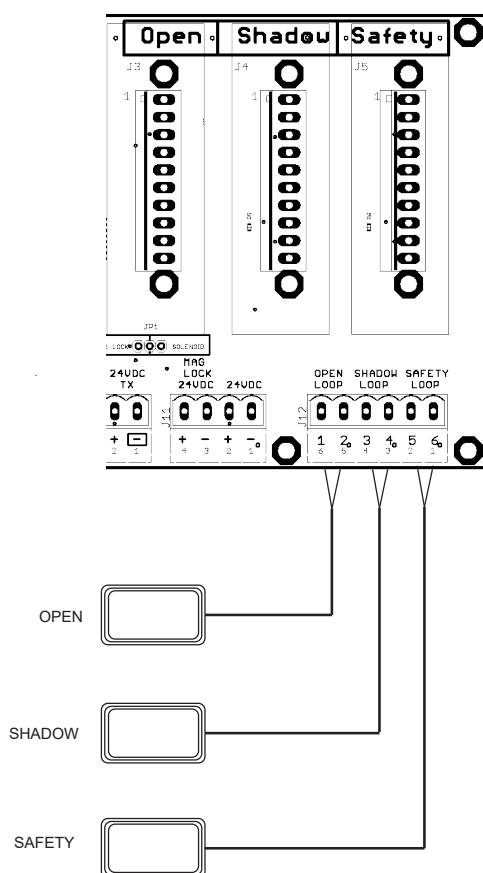 Open Shadow Safety
J3 J4 J5
1 1 1
JP1
LOCK SOLENOID
MAG
24VDC LOCK OPEN SHADOW SAFETY
TX 24VDC 24VDC LOOP LOOP LOOP
J11 J12
+ - + - + - 1 2 3 4 5 6
2 1 4 3 2 1 6 5 4 3 2 1
OPEN
SHADOW
SAFETY